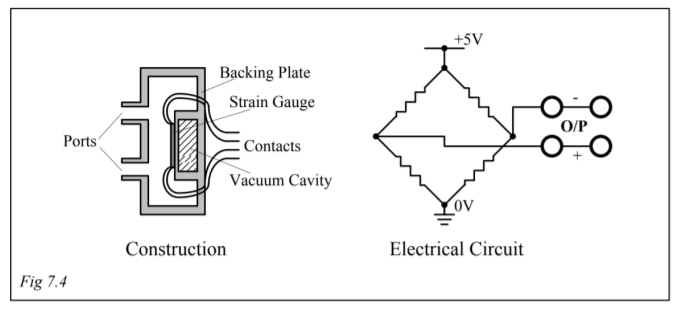 Backing Plate
Strain Gauge
Ports
Contacts
Vacuum Cavity
Construction
+5V
-
O/P
+
0V
Electrical Circuit
Fig 7.4